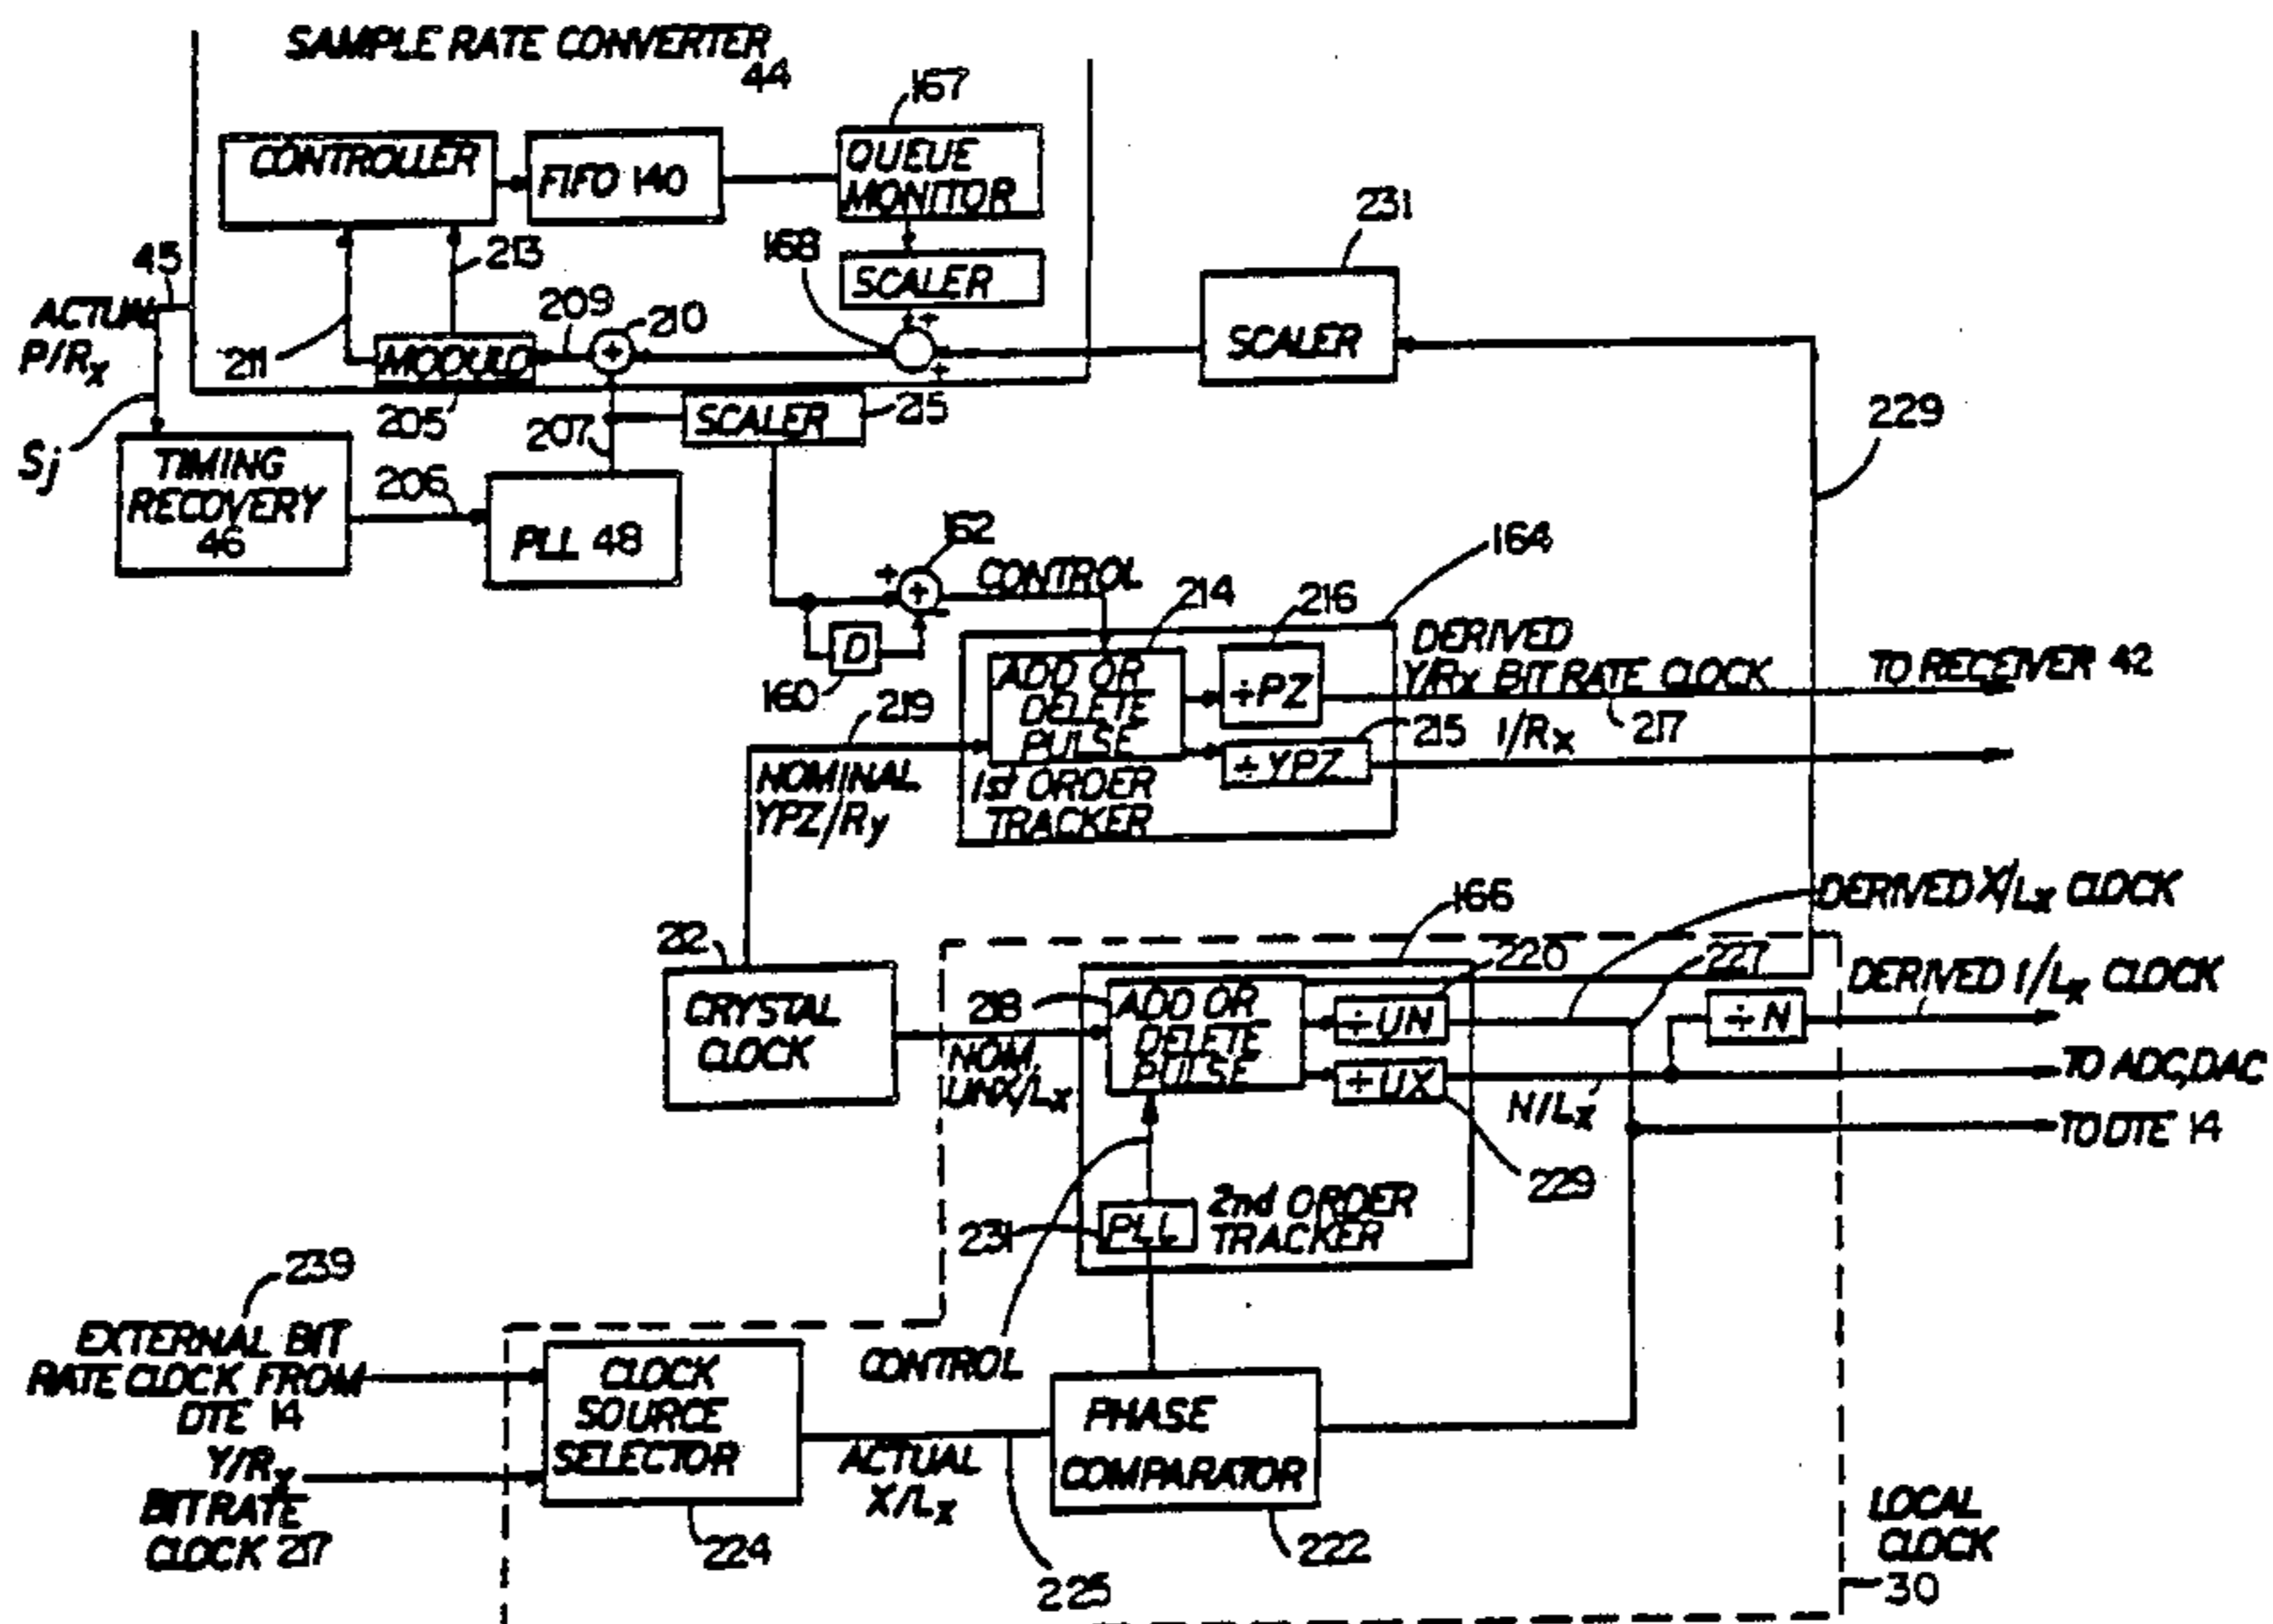 SAMPLE RATE CONVERTER
44
167
CONTROLLER
FIFO 140
QUEUE
MONITOR
231
45
213
168
SCALER
ACTUAL
P/Rx
209
210
SCALER
211
MODULO
+
+
+
205
SCALER
215
229
Sj
207
TIMING
RECOVERY
46
206
PLL 48
162
164
+
+
-
CONTROL
214
216
DERIVED
Y/Rx BIT RATE CLOCK
TO RECEIVER 42
D
160
ADD OR
DELETE
PULSE
÷PZ
219
215
1/Rx
217
÷YPZ
NOMINAL
YPZ/Ry
1st ORDER
TRACKER
166
DERIVED X/Lx CLOCK
212
220
227
DERIVED 1/Lx CLOCK
CRYSTAL
CLOCK
218
ADD OR
DELETE
PULSE
÷UN
÷N
NOM.
UNX/Lx
÷UX
N/Lx
TO ADC, DAC
TO DTE 14
229
231
PLL
2nd ORDER
TRACKER
239
EXTERNAL BIT
RATE CLOCK FROM
DTE 14
CLOCK
SOURCE
SELECTOR
CONTROL
PHASE
COMPARATOR
Y/Rx
BIT RATE
CLOCK 217
ACTUAL
X/Lx
224
225
222
LOCAL
CLOCK
30